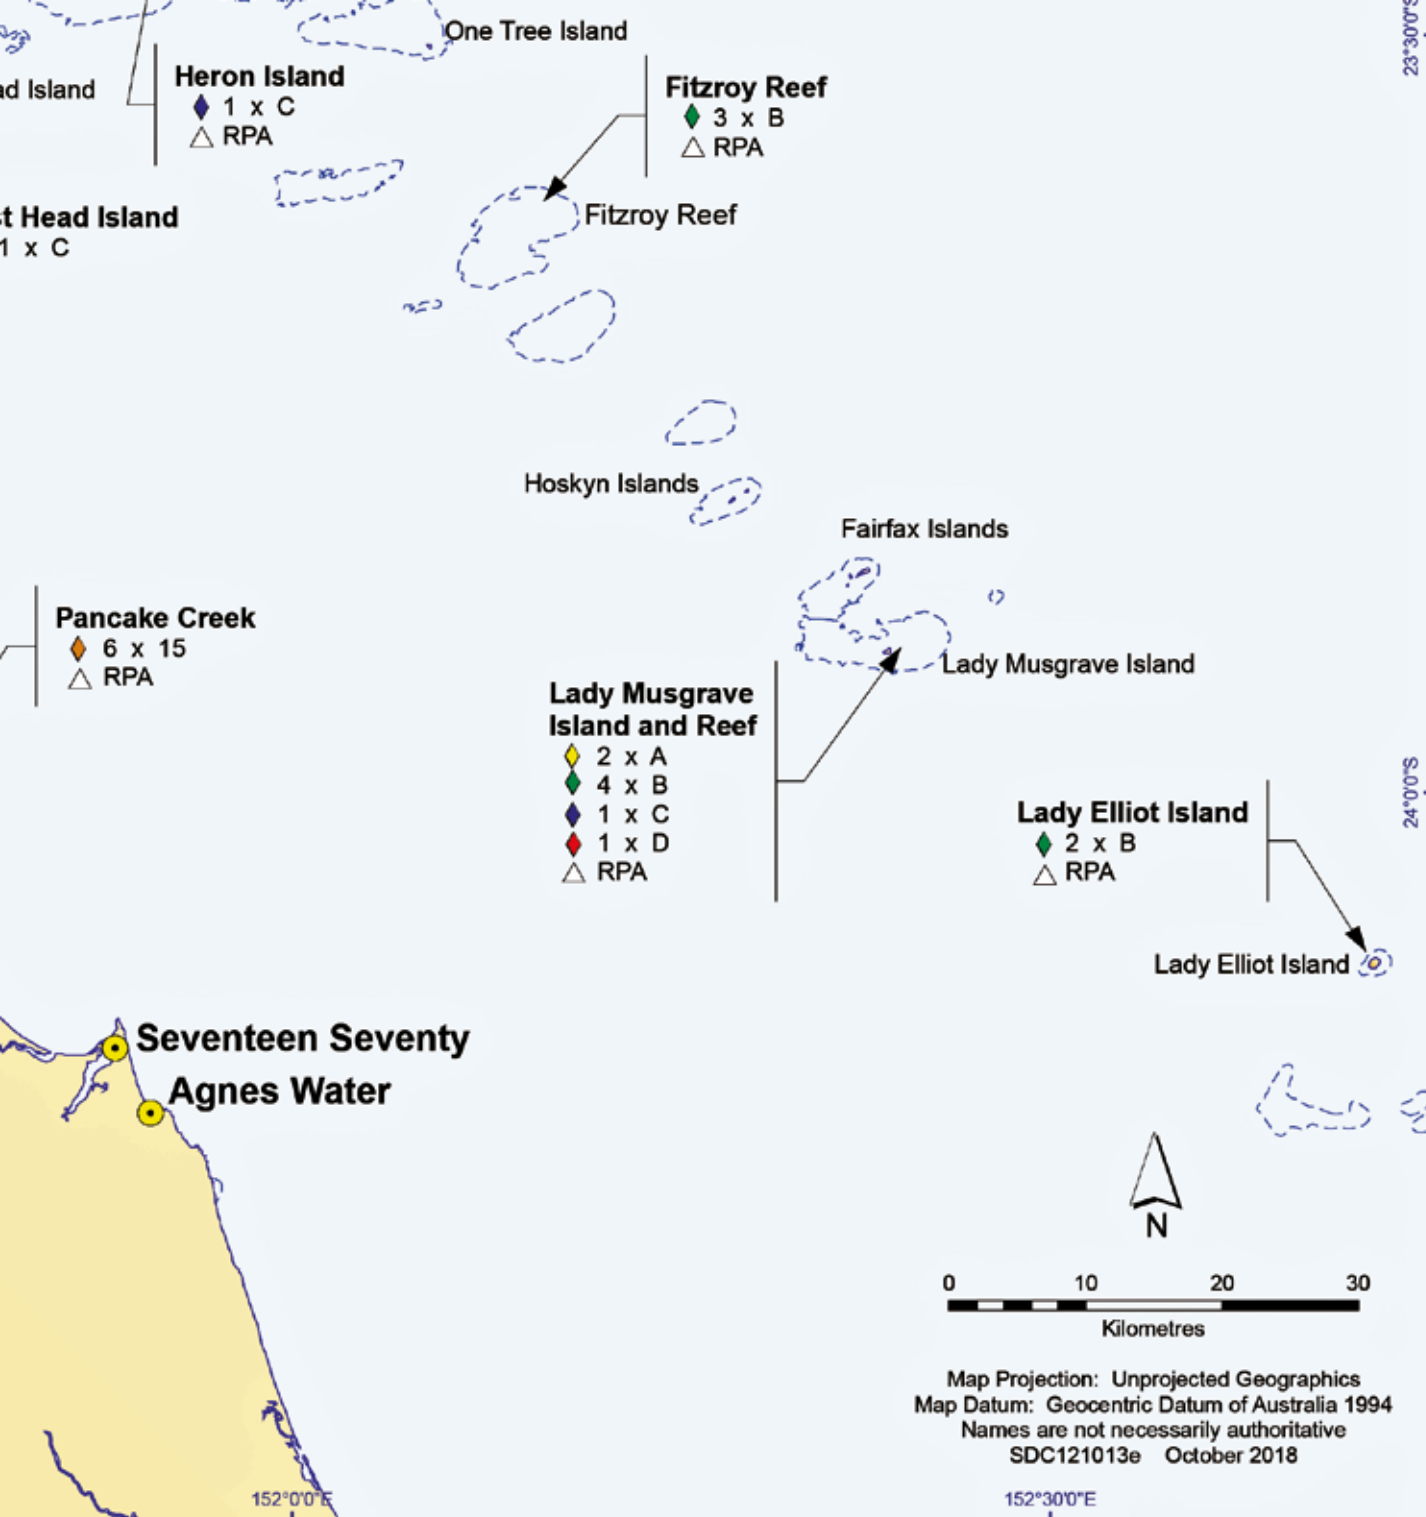 One Tree Island
23°30'0"S
ad Island
Heron Island
1 x C
RPA
Fitzroy Reef
3 x B
RPA
st Head Island
1 x C
Fitzroy Reef
Hoskyn Islands
Fairfax Islands
Pancake Creek
6 x 15
RPA
Lady Musgrave Island
Lady Musgrave
Island and Reef
2 x A
4 x B
1 x C
1 x D
RPA
24°0'0"S
Lady Elliot Island
2 x B
RPA
Lady Elliot Island
Seventeen Seventy
Agnes Water
N
0 10 20 30
Kilometres
Map Projection: Unprojected Geographics
Map Datum: Geocentric Datum of Australia 1994
Names are not necessarily authoritative
SDC121013e October 2018
152°0'0"E
152°30'0"E